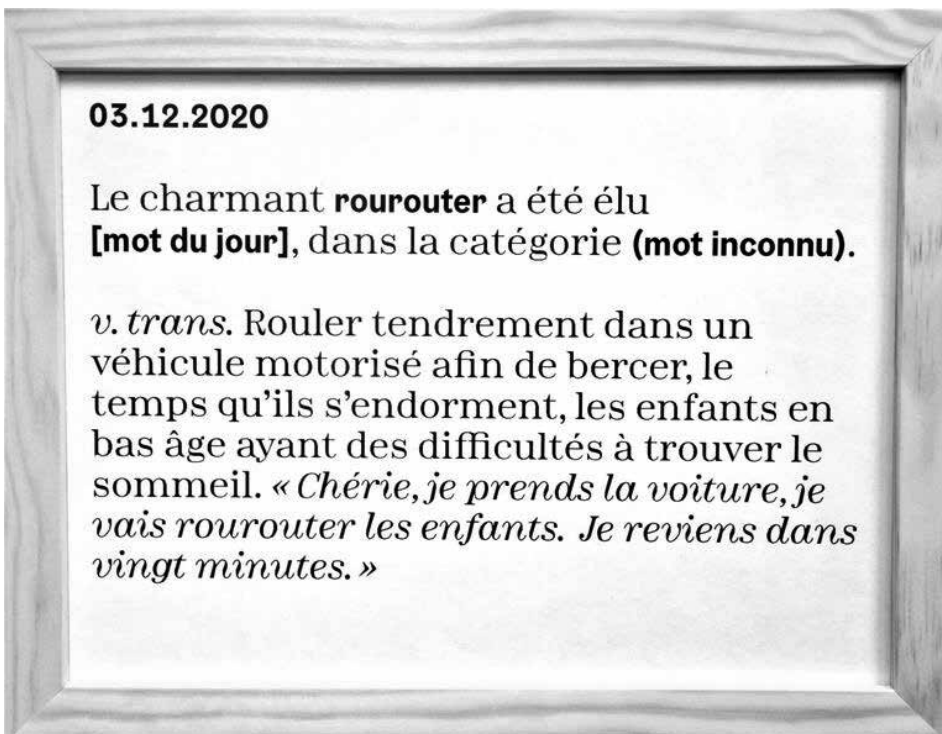 03.12.2020
Le charmant rourouter a été élu
[mot du jour], dans la catégorie (mot inconnu).
v. trans. Rouler tendrement dans un
véhicule motorisé afin de bercer, le
temps qu’ils s’endorment, les enfants en
bas âge ayant des difficultés à trouver le
sommeil. « Chérie, je prends la voiture, je
vais rourouter les enfants. Je reviens dans
vingt minutes. »